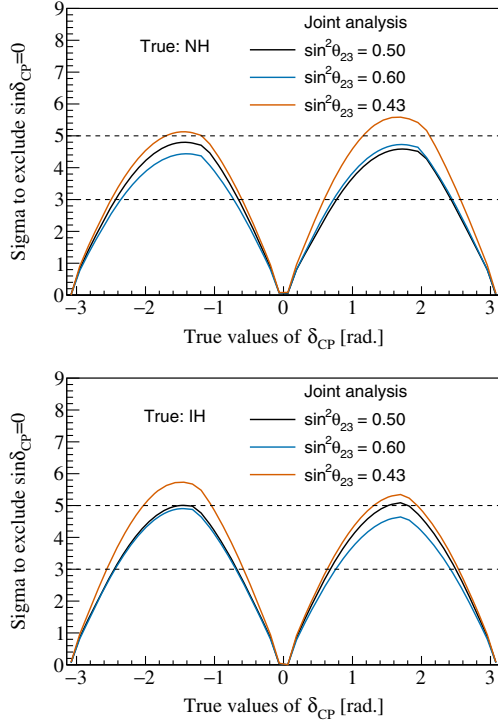 9
8
7
6
5
4
3
2
1
0
Sigma to exclude sinδCP=0
True: NH
Joint analysis
sin²θ₂₃ = 0.50
sin²θ₂₃ = 0.60
sin²θ₂₃ = 0.43
−3 −2 −1 0 1 2 3
True values of δCP [rad.]
9
8
7
6
5
4
3
2
1
0
Sigma to exclude sinδCP=0
True: IH
Joint analysis
sin²θ₂₃ = 0.50
sin²θ₂₃ = 0.60
sin²θ₂₃ = 0.43
−3 −2 −1 0 1 2 3
True values of δCP [rad.]